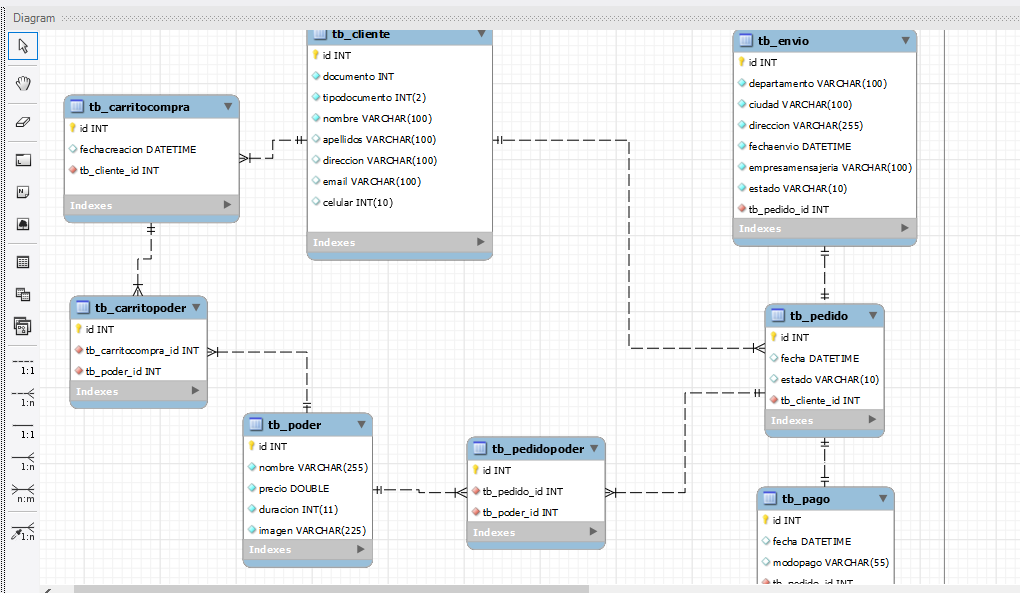 Diagram
tb_cliente
id INT
documento INT
tipodocumento INT(2)
nombre VARCHAR(100)
apellidos VARCHAR(100)
direccion VARCHAR(100)
email VARCHAR(100)
celular INT(10)
Indexes
tb_envio
id INT
departamento VARCHAR(100)
ciudad VARCHAR(100)
direccion VARCHAR(255)
fechaenvio DATETIME
empresamensajeria VARCHAR(100)
estado VARCHAR(10)
tb_pedido_id INT
Indexes
tb_carritocompra
id INT
fechacreacion DATETIME
tb_cliente_id INT
Indexes
tb_carritopoder
id INT
tb_carritocompra_id INT
tb_poder_id INT
Indexes
tb_pedido
id INT
fecha DATETIME
estado VARCHAR(10)
tb_cliente_id INT
Indexes
tb_poder
id INT
nombre VARCHAR(255)
precio DOUBLE
duracion INT(11)
imagen VARCHAR(225)
Indexes
tb_pedidopoder
id INT
tb_pedido_id INT
tb_poder_id INT
Indexes
tb_pago
id INT
fecha DATETIME
modopago VARCHAR(55)
tb_pedido_id INT
1:1
1:n
1:1
1:n
n:m
1:n